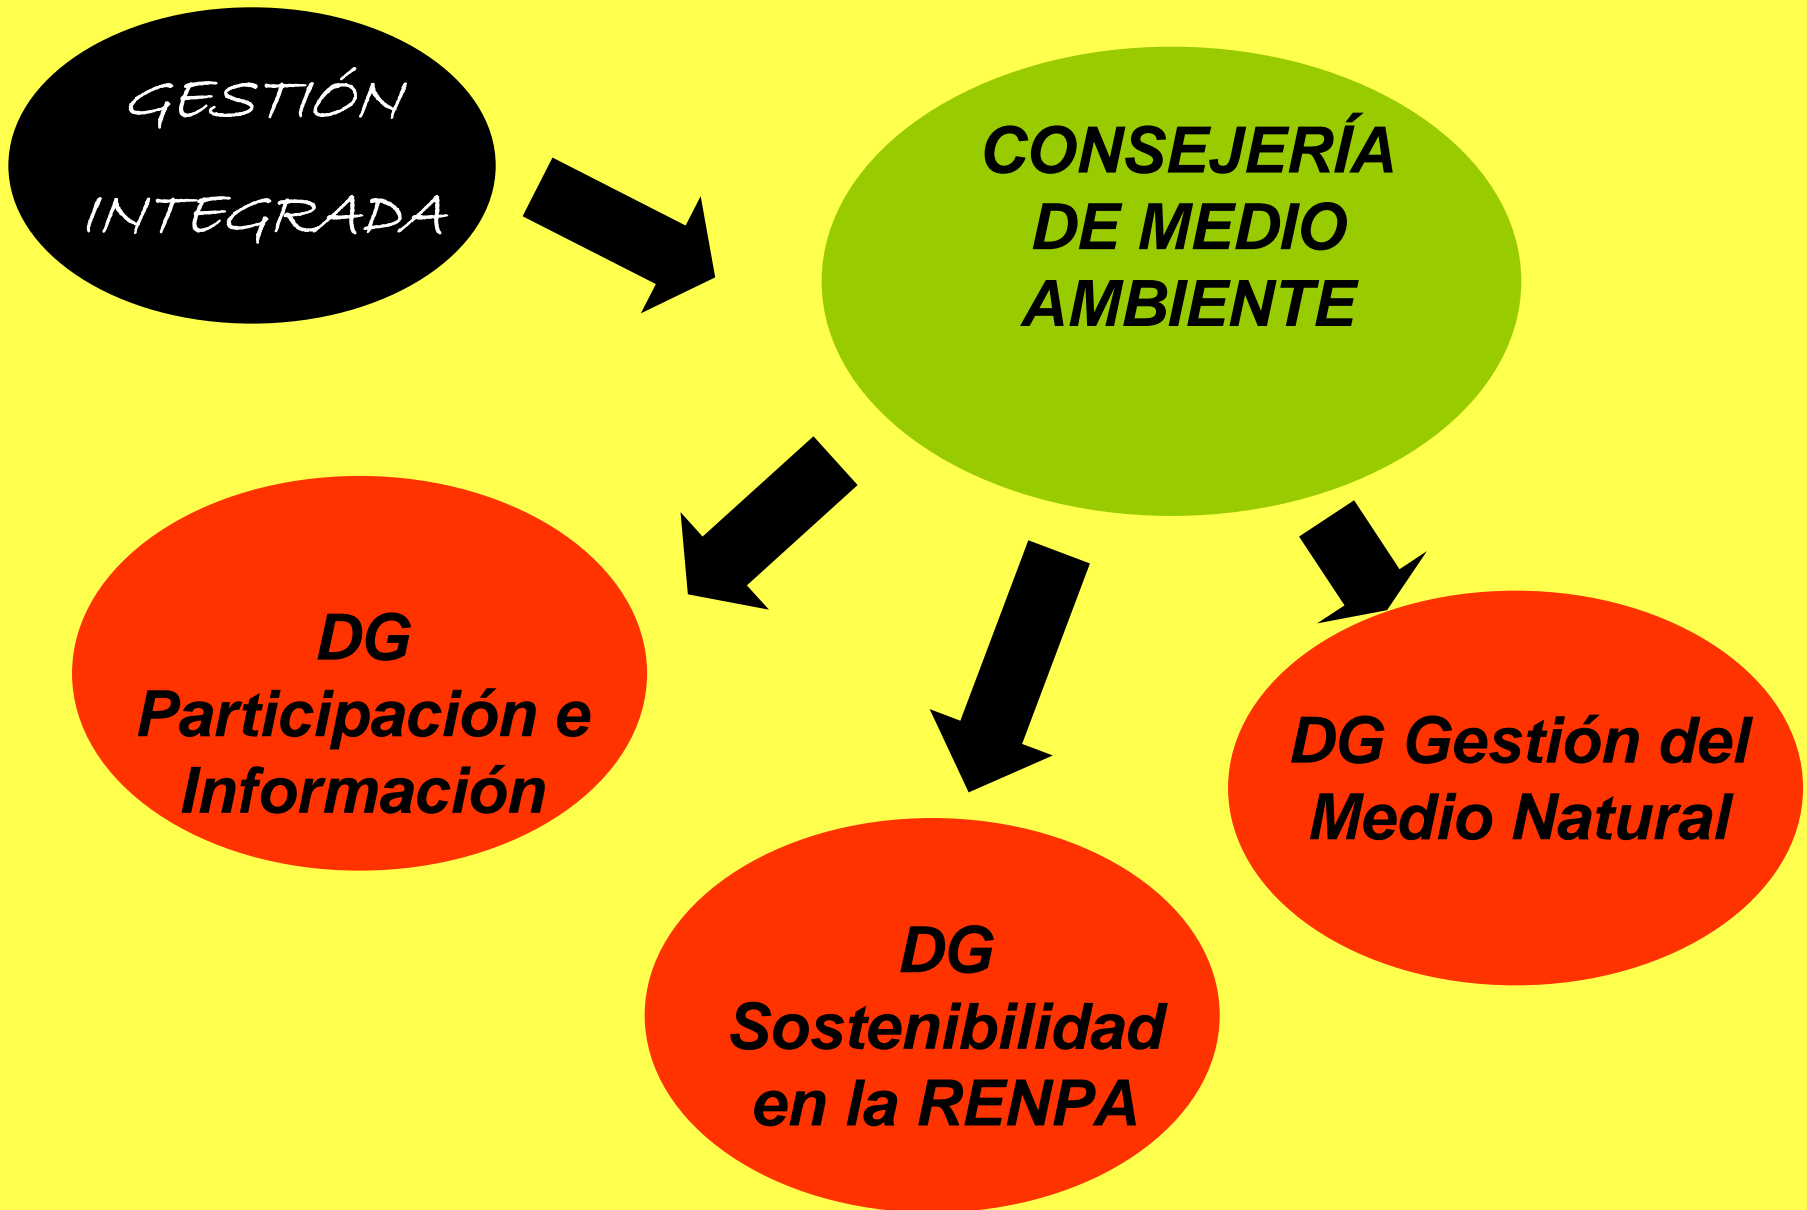 GESTIÓN
INTEGRADA
CONSEJERÍA
DE MEDIO
AMBIENTE
DG
Participación e
Información
DG Gestión del
Medio Natural
DG
Sostenibilidad
en la RENPA